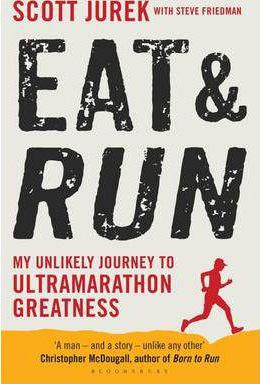 SCOTT JUREK WITH STEVE FRIEDMAN
EAT &
RUN
MY UNLIKELY JOURNEY TO
ULTRAMARATHON
GREATNESS
'A man – and a story – unlike any other'
Christopher McDougall, author of Born to Run
BLOOMSBURY